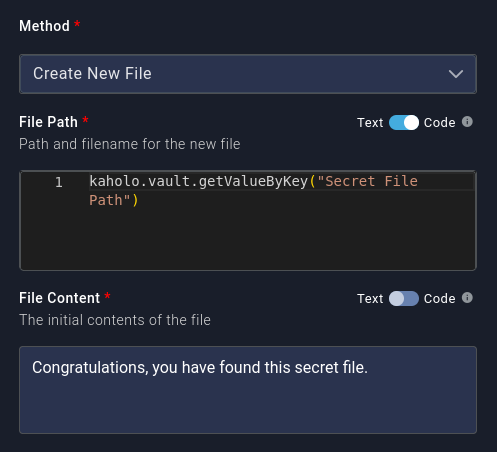 Method *
Create New File
File Path *
Text Code
Path and filename for the new file
1 kaholo.vault.getValueByKey("Secret File
Path")
File Content *
Text Code
The initial contents of the file
Congratulations, you have found this secret file.